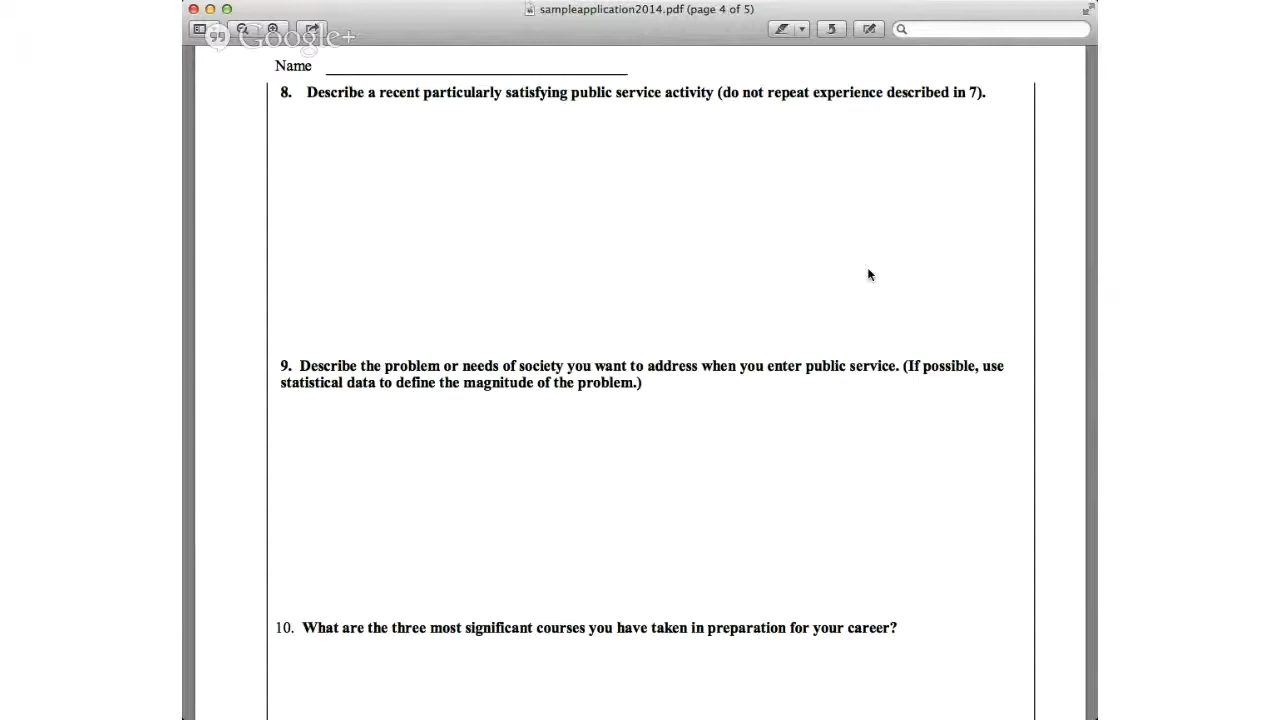 sampleapplication2014.pdf (page 4 of 5)
Google+
Name
8. Describe a recent particularly satisfying public service activity (do not repeat experience described in 7).
9. Describe the problem or needs of society you want to address when you enter public service. (If possible, use
statistical data to define the magnitude of the problem.)
10. What are the three most significant courses you have taken in preparation for your career?